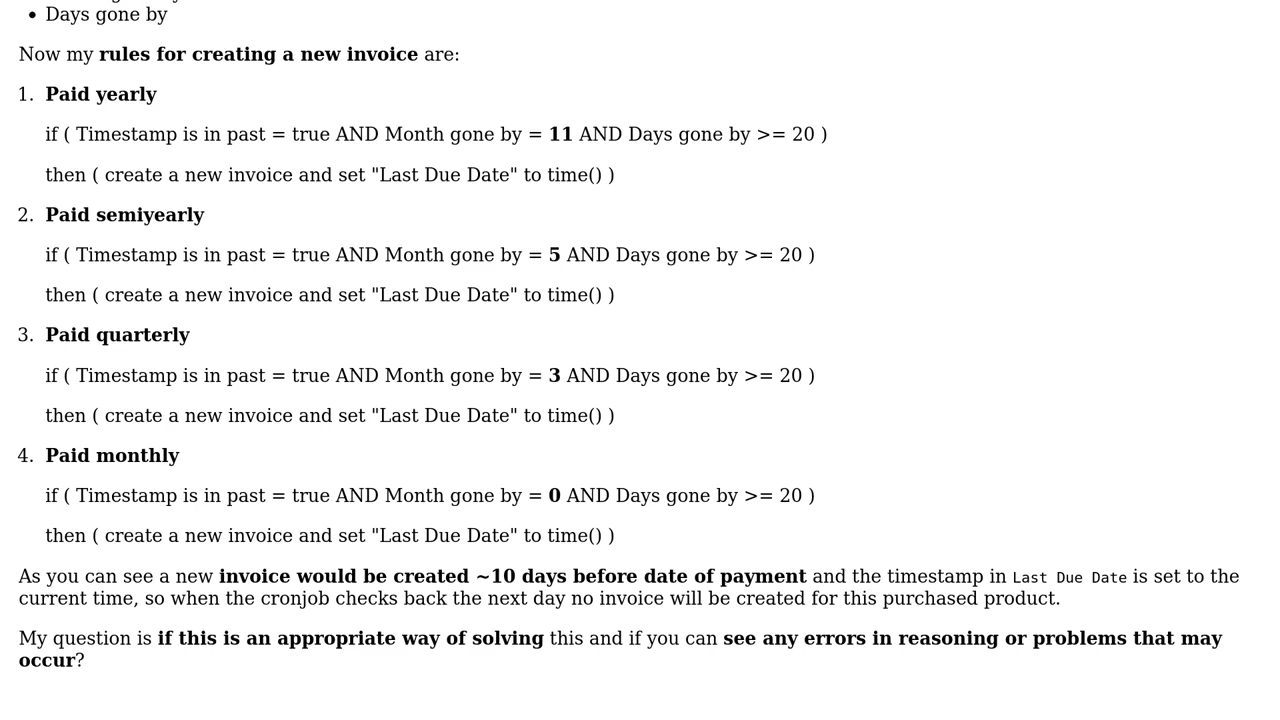 • Days gone by
Now my rules for creating a new invoice are:
1. Paid yearly
if ( Timestamp is in past = true AND Month gone by = 11 AND Days gone by >= 20 )
then ( create a new invoice and set "Last Due Date" to time() )
2. Paid semiyearly
if ( Timestamp is in past = true AND Month gone by = 5 AND Days gone by >= 20 )
then ( create a new invoice and set "Last Due Date" to time() )
3. Paid quarterly
if ( Timestamp is in past = true AND Month gone by = 3 AND Days gone by >= 20 )
then ( create a new invoice and set "Last Due Date" to time() )
4. Paid monthly
if ( Timestamp is in past = true AND Month gone by = 0 AND Days gone by >= 20 )
then ( create a new invoice and set "Last Due Date" to time() )
As you can see a new invoice would be created ~10 days before date of payment and the timestamp in Last Due Date is set to the
current time, so when the cronjob checks back the next day no invoice will be created for this purchased product.
My question is if this is an appropriate way of solving this and if you can see any errors in reasoning or problems that may
occur?